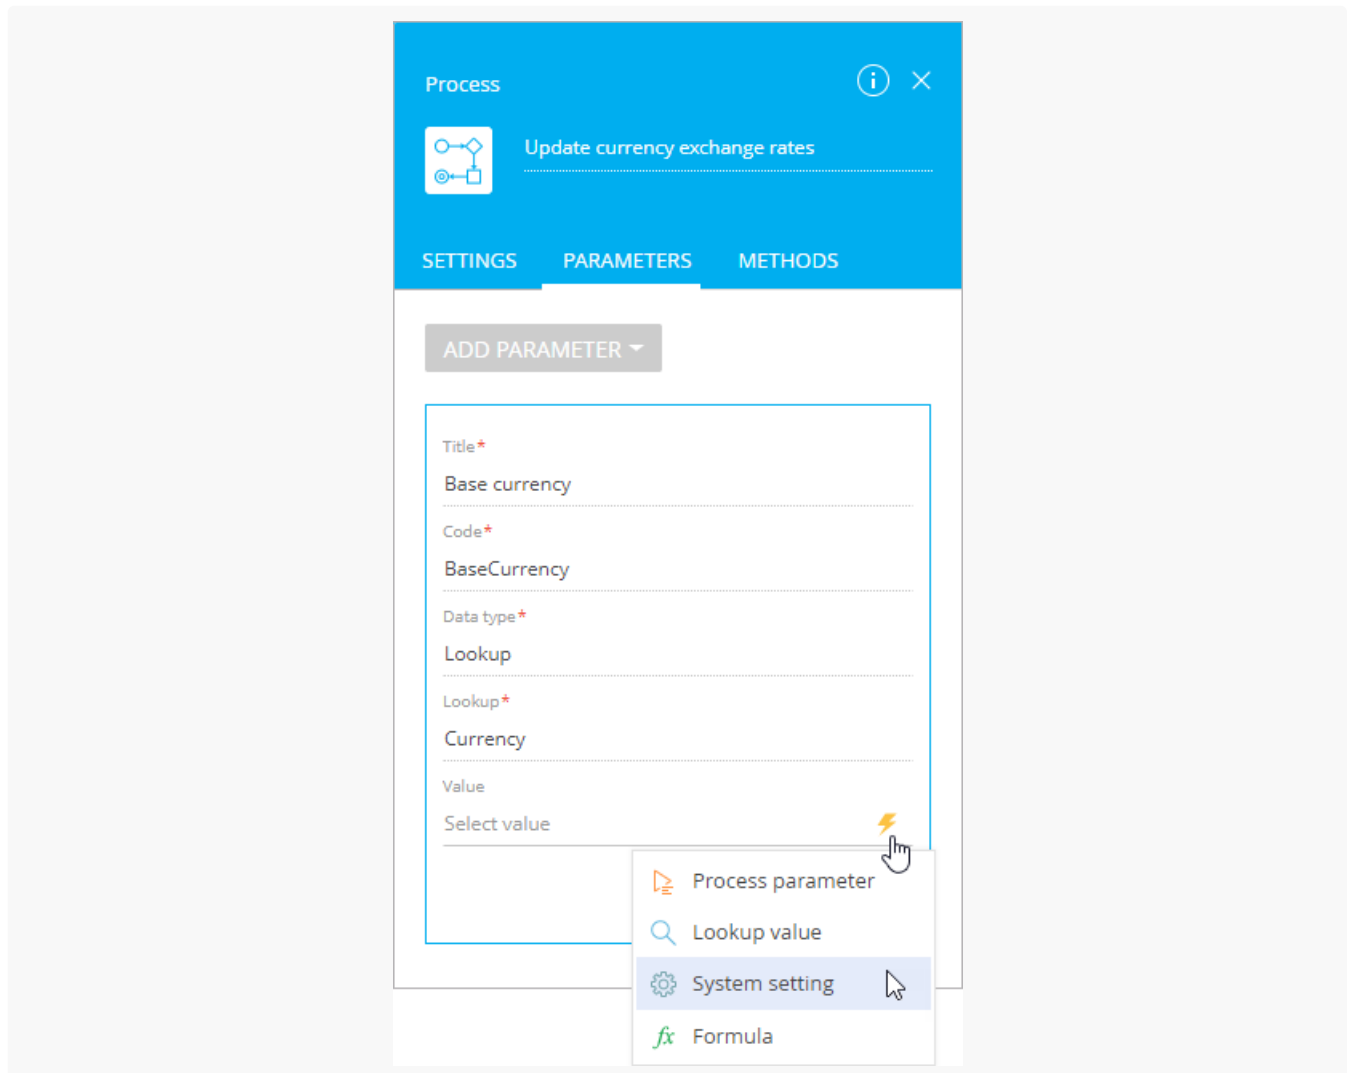 Process
Update currency exchange rates
SETTINGS PARAMETERS METHODS
ADD PARAMETER
Title*
Base currency
Code*
BaseCurrency
Data type*
Lookup
Lookup*
Currency
Value
Select value
Process parameter
Lookup value
System setting
fx Formula